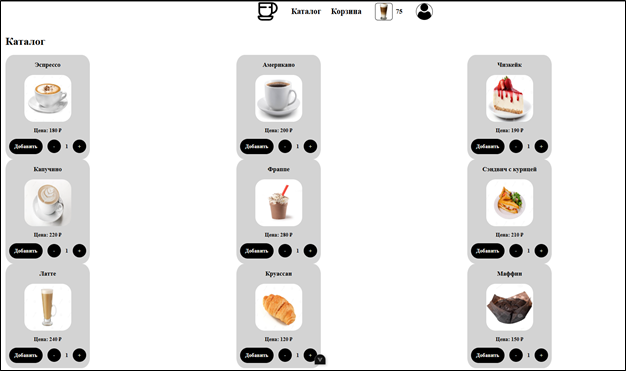 Каталог Корзина 75
Каталог
Эспрессо Американо Чизкейк
Цена: 180 ₽ Цена: 200 ₽ Цена: 190 ₽
Добавить - 1 + Добавить - 1 + Добавить - 1 +
Капучино Фраппе Сэндвич с курицей
Цена: 220 ₽ Цена: 280 ₽ Цена: 210 ₽
Добавить - 1 + Добавить - 1 + Добавить - 1 +
Латте Круассан Маффин
Цена: 240 ₽ Цена: 120 ₽ Цена: 150 ₽
Добавить - 1 + Добавить - 1 + Добавить - 1 +